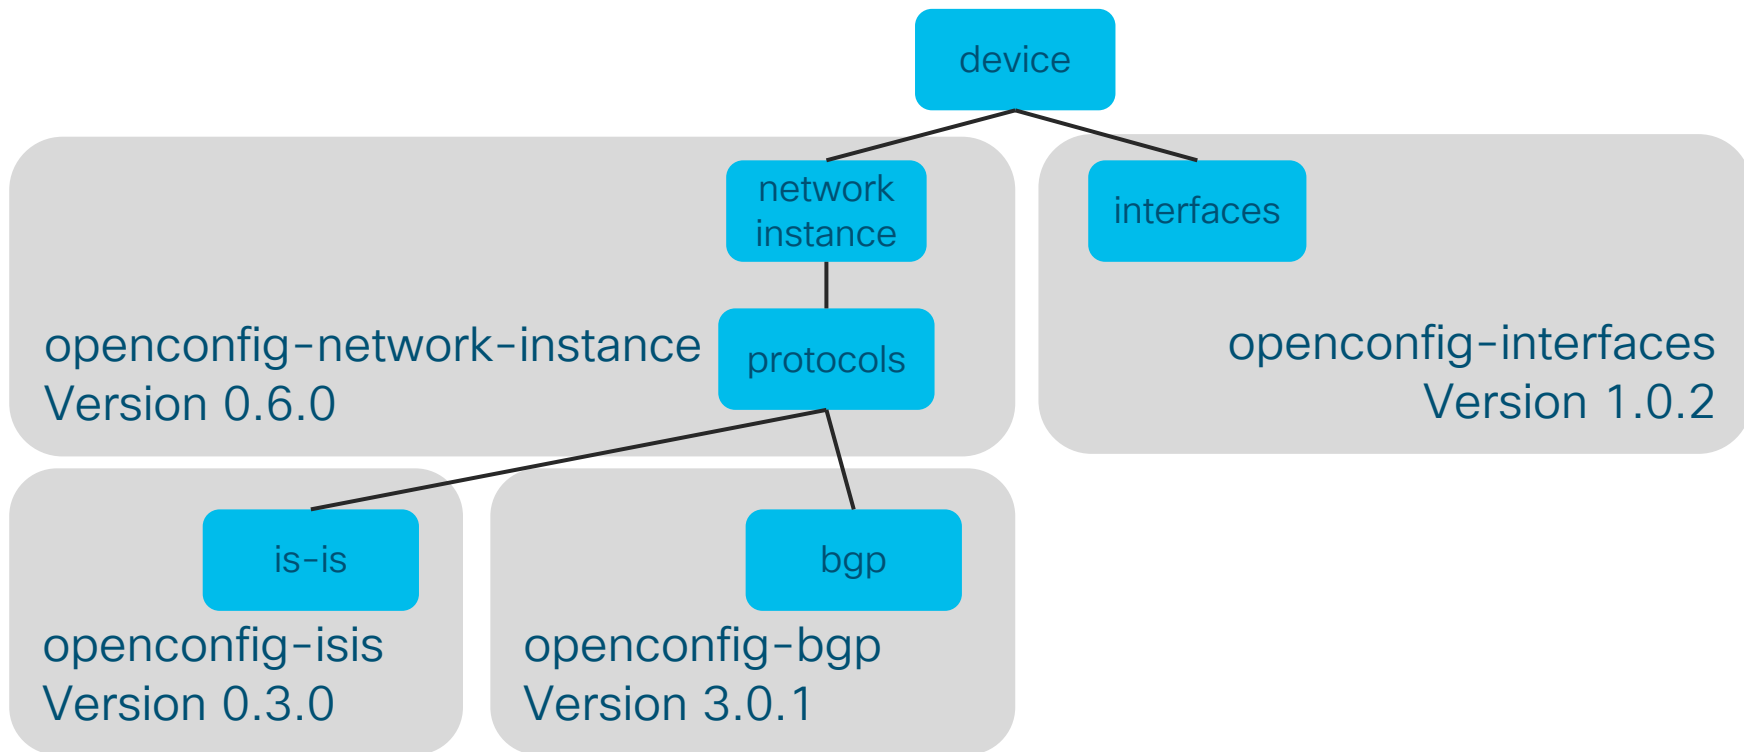 device
network
instance
interfaces
openconfig-network-instance
Version 0.6.0
protocols
openconfig-interfaces
Version 1.0.2
is-is
bgp
openconfig-isis
Version 0.3.0
openconfig-bgp
Version 3.0.1